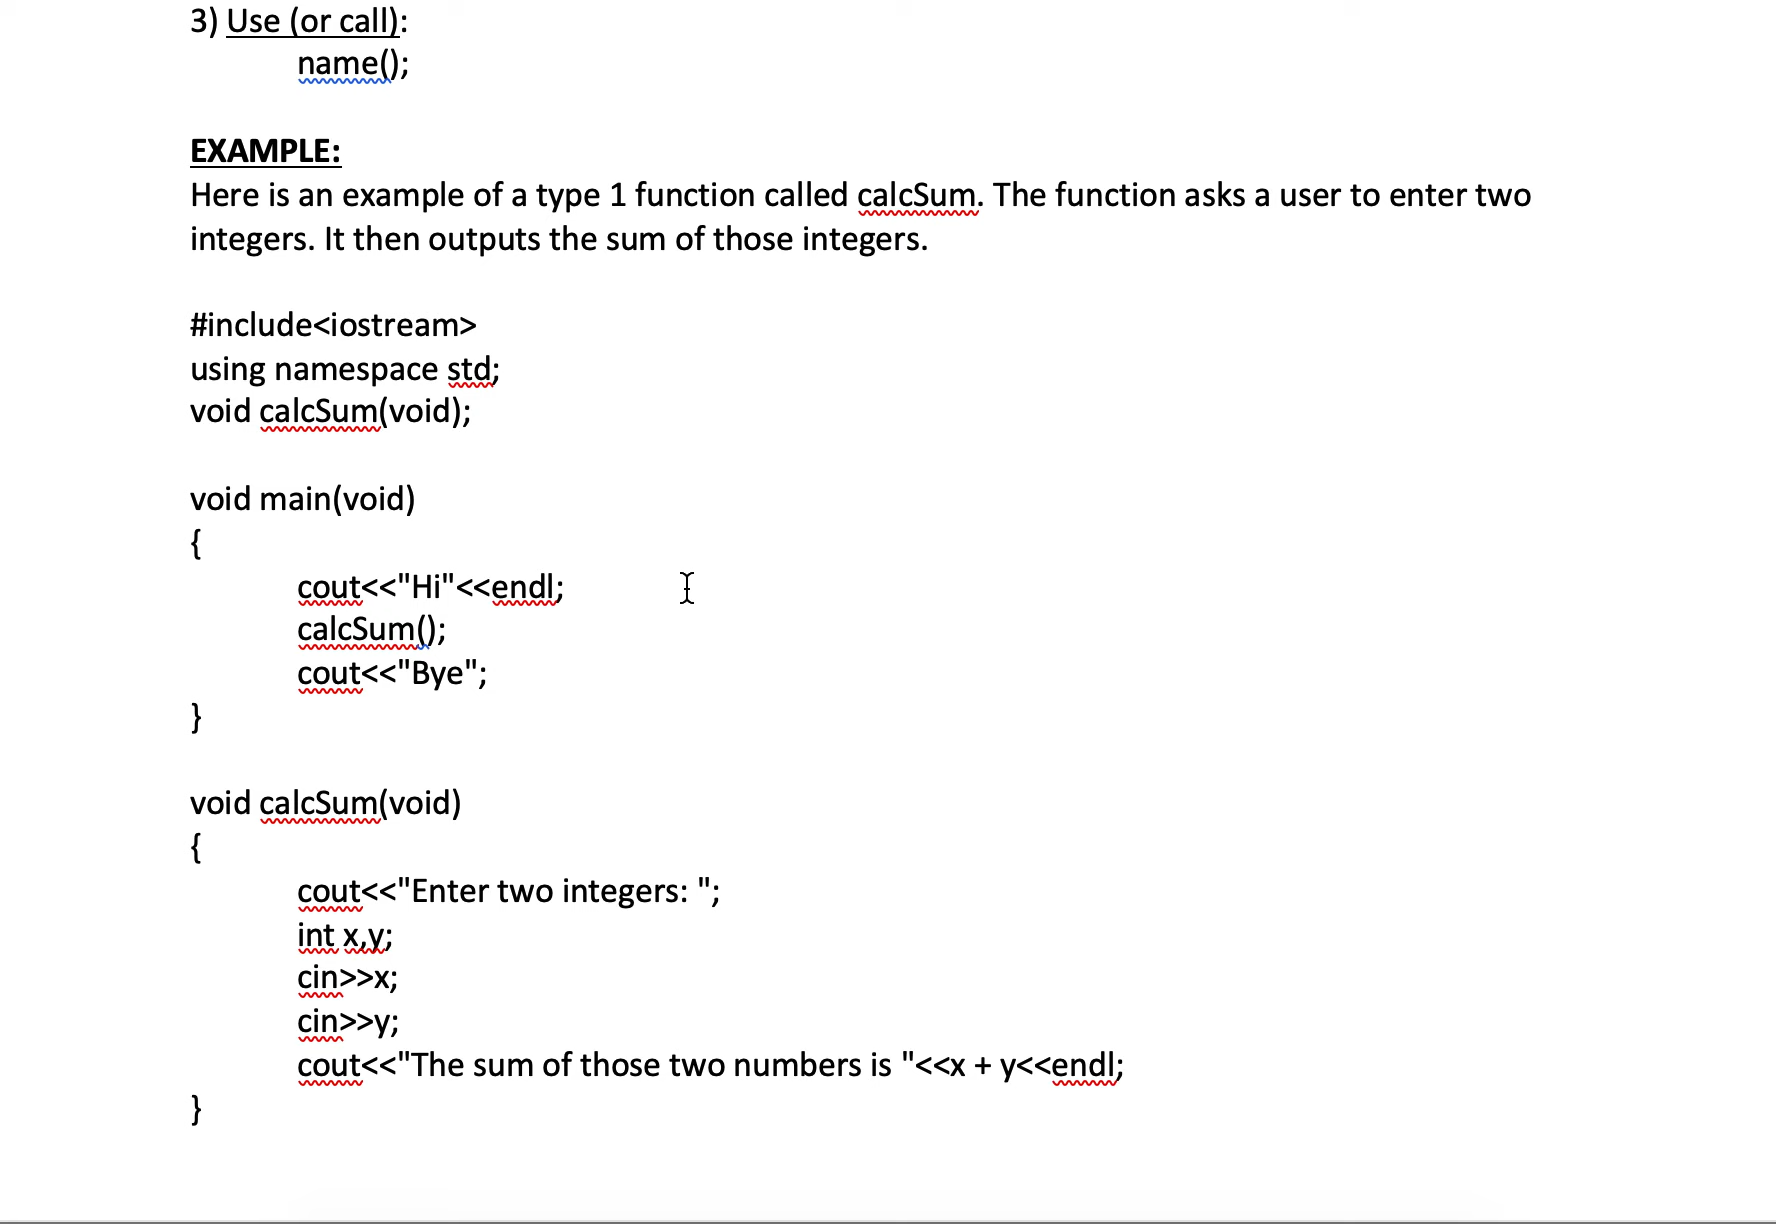 3) Use (or call):
name();
EXAMPLE:
Here is an example of a type 1 function called calcSum. The function asks a user to enter two
integers. It then outputs the sum of those integers.
#include<iostream>
using namespace std;
void calcSum(void);
void main(void)
{
cout<<"Hi"<<endl;
calcSum();
cout<<"Bye";
}
void calcSum(void)
{
cout<<"Enter two integers: ";
int x,y;
cin>>x;
cin>>y;
cout<<"The sum of those two numbers is "<<x + y<<endl;
}